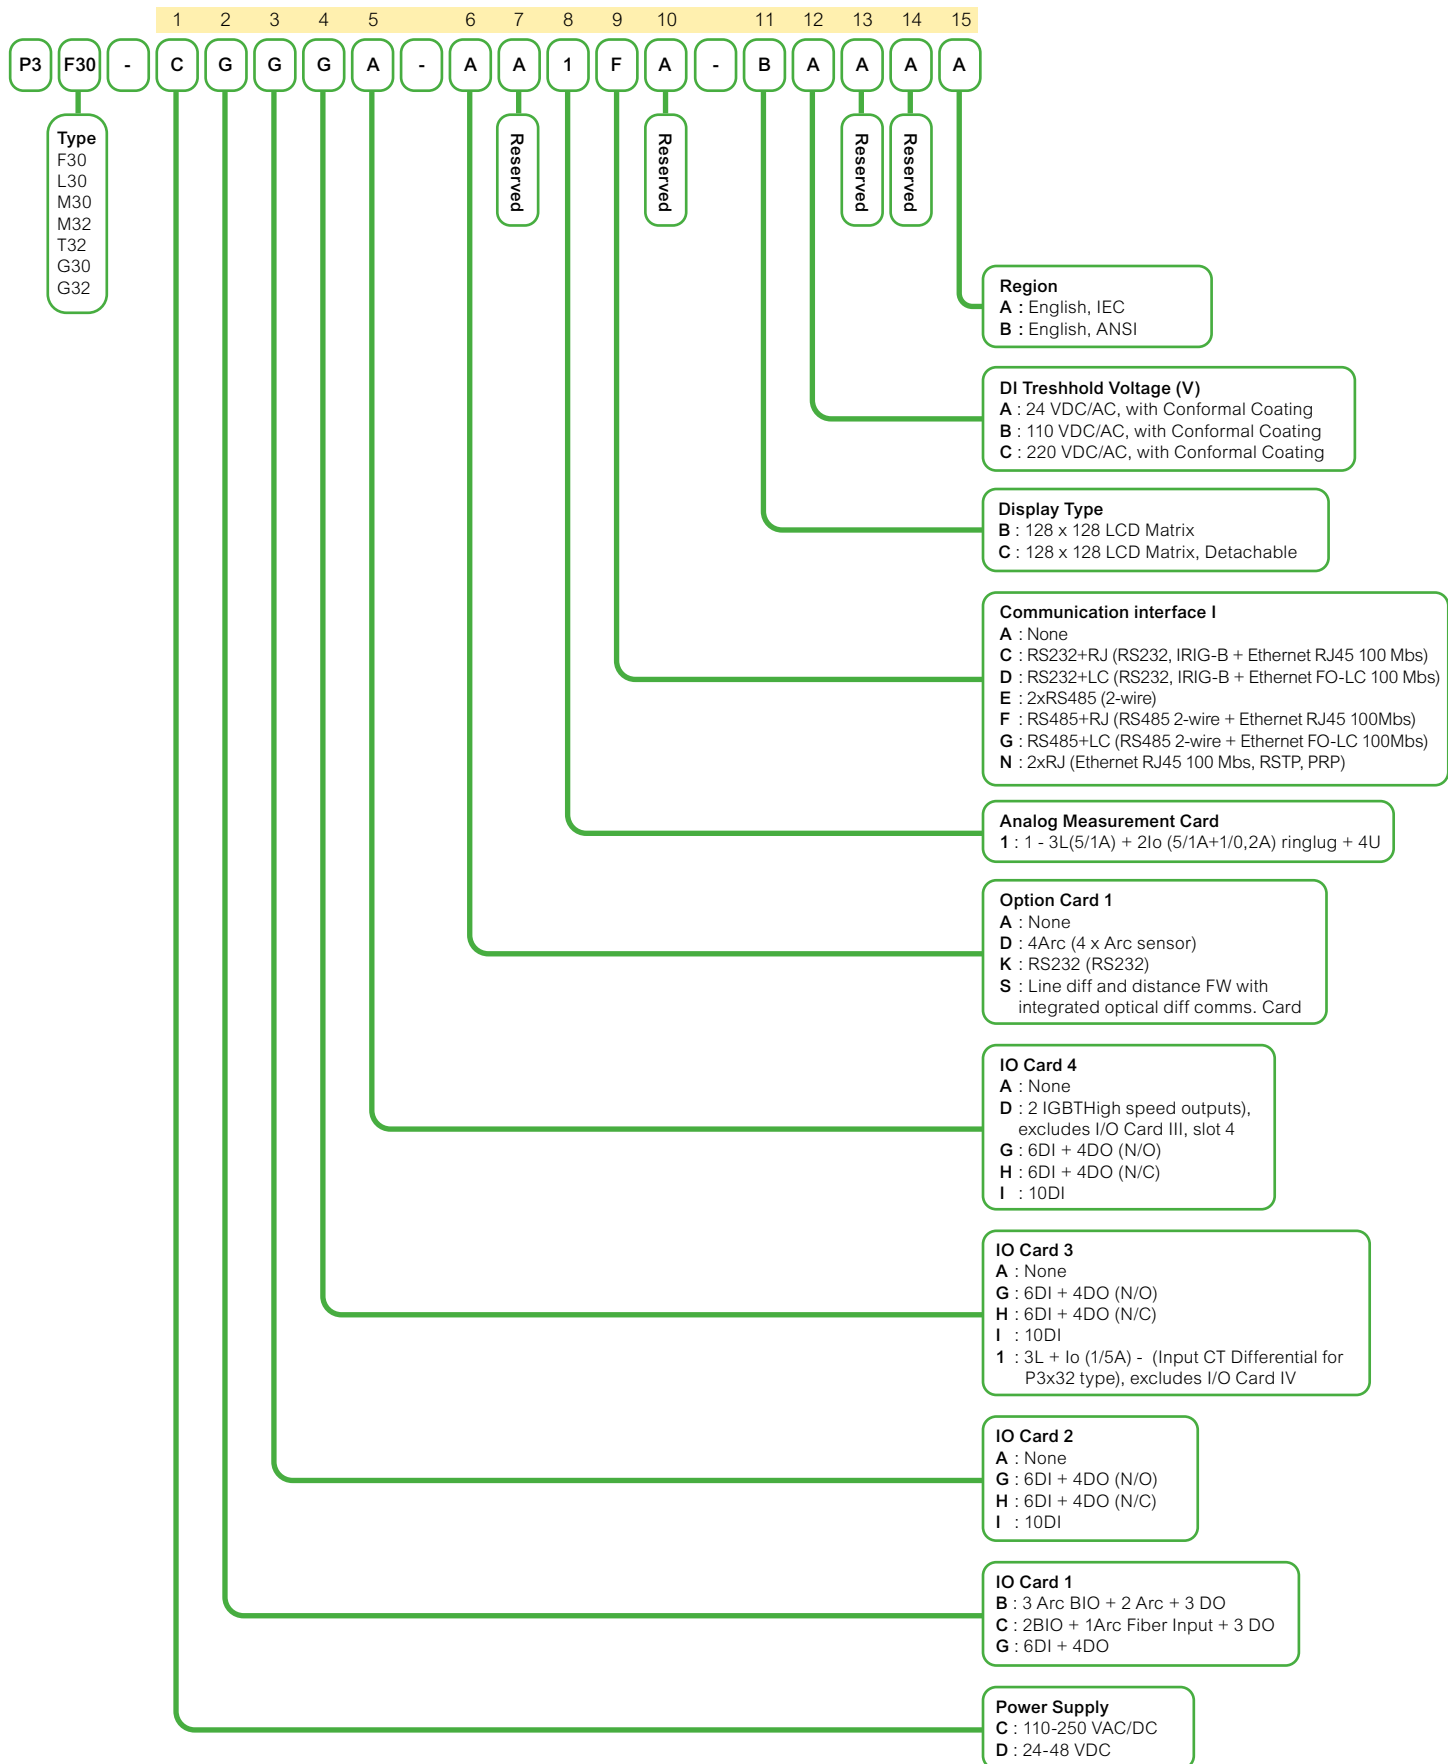 1 2 3 4 5 6 7 8 9 10 11 12 13 14 15
P3 F30 - C G G G A - A A 1 F A - B A A A A
Type
F30
L30
M30
M32
T32
G30
G32
Reserved
Reserved
Reserved
Reserved
Region
A : English, IEC
B : English, ANSI
DI Treshhold Voltage (V)
A : 24 VDC/AC, with Conformal Coating
B : 110 VDC/AC, with Conformal Coating
C : 220 VDC/AC, with Conformal Coating
Display Type
B : 128 x 128 LCD Matrix
C : 128 x 128 LCD Matrix, Detachable
Communication interface I
A : None
C : RS232+RJ (RS232, IRIG-B + Ethernet RJ45 100 Mbs)
D : RS232+LC (RS232, IRIG-B + Ethernet FO-LC 100 Mbs)
E : 2xRS485 (2-wire)
F : RS485+RJ (RS485 2-wire + Ethernet RJ45 100Mbs)
G : RS485+LC (RS485 2-wire + Ethernet FO-LC 100Mbs)
N : 2xRJ (Ethernet RJ45 100 Mbs, RSTP, PRP)
Analog Measurement Card
1 : 1 - 3L(5/1A) + 2Io (5/1A+1/0,2A) ringlug + 4U
Option Card 1
A : None
D : 4Arc (4 x Arc sensor)
K : RS232 (RS232)
S : Line diff and distance FW with
integrated optical diff comms. Card
IO Card 4
A : None
D : 2 IGBTHigh speed outputs),
excludes I/O Card III, slot 4
G : 6DI + 4DO (N/O)
H : 6DI + 4DO (N/C)
I : 10DI
IO Card 3
A : None
G : 6DI + 4DO (N/O)
H : 6DI + 4DO (N/C)
I : 10DI
1 : 3L + Io (1/5A) - (Input CT Differential for
P3x32 type), excludes I/O Card IV
IO Card 2
A : None
G : 6DI + 4DO (N/O)
H : 6DI + 4DO (N/C)
I : 10DI
IO Card 1
B : 3 Arc BIO + 2 Arc + 3 DO
C : 2BIO + 1Arc Fiber Input + 3 DO
G : 6DI + 4DO
Power Supply
C : 110-250 VAC/DC
D : 24-48 VDC